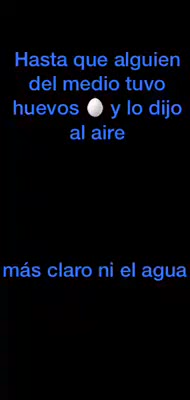 Hasta que alguien
del medio tuvo
huevos 🥚 y lo dijo
al aire
más claro ni el agua